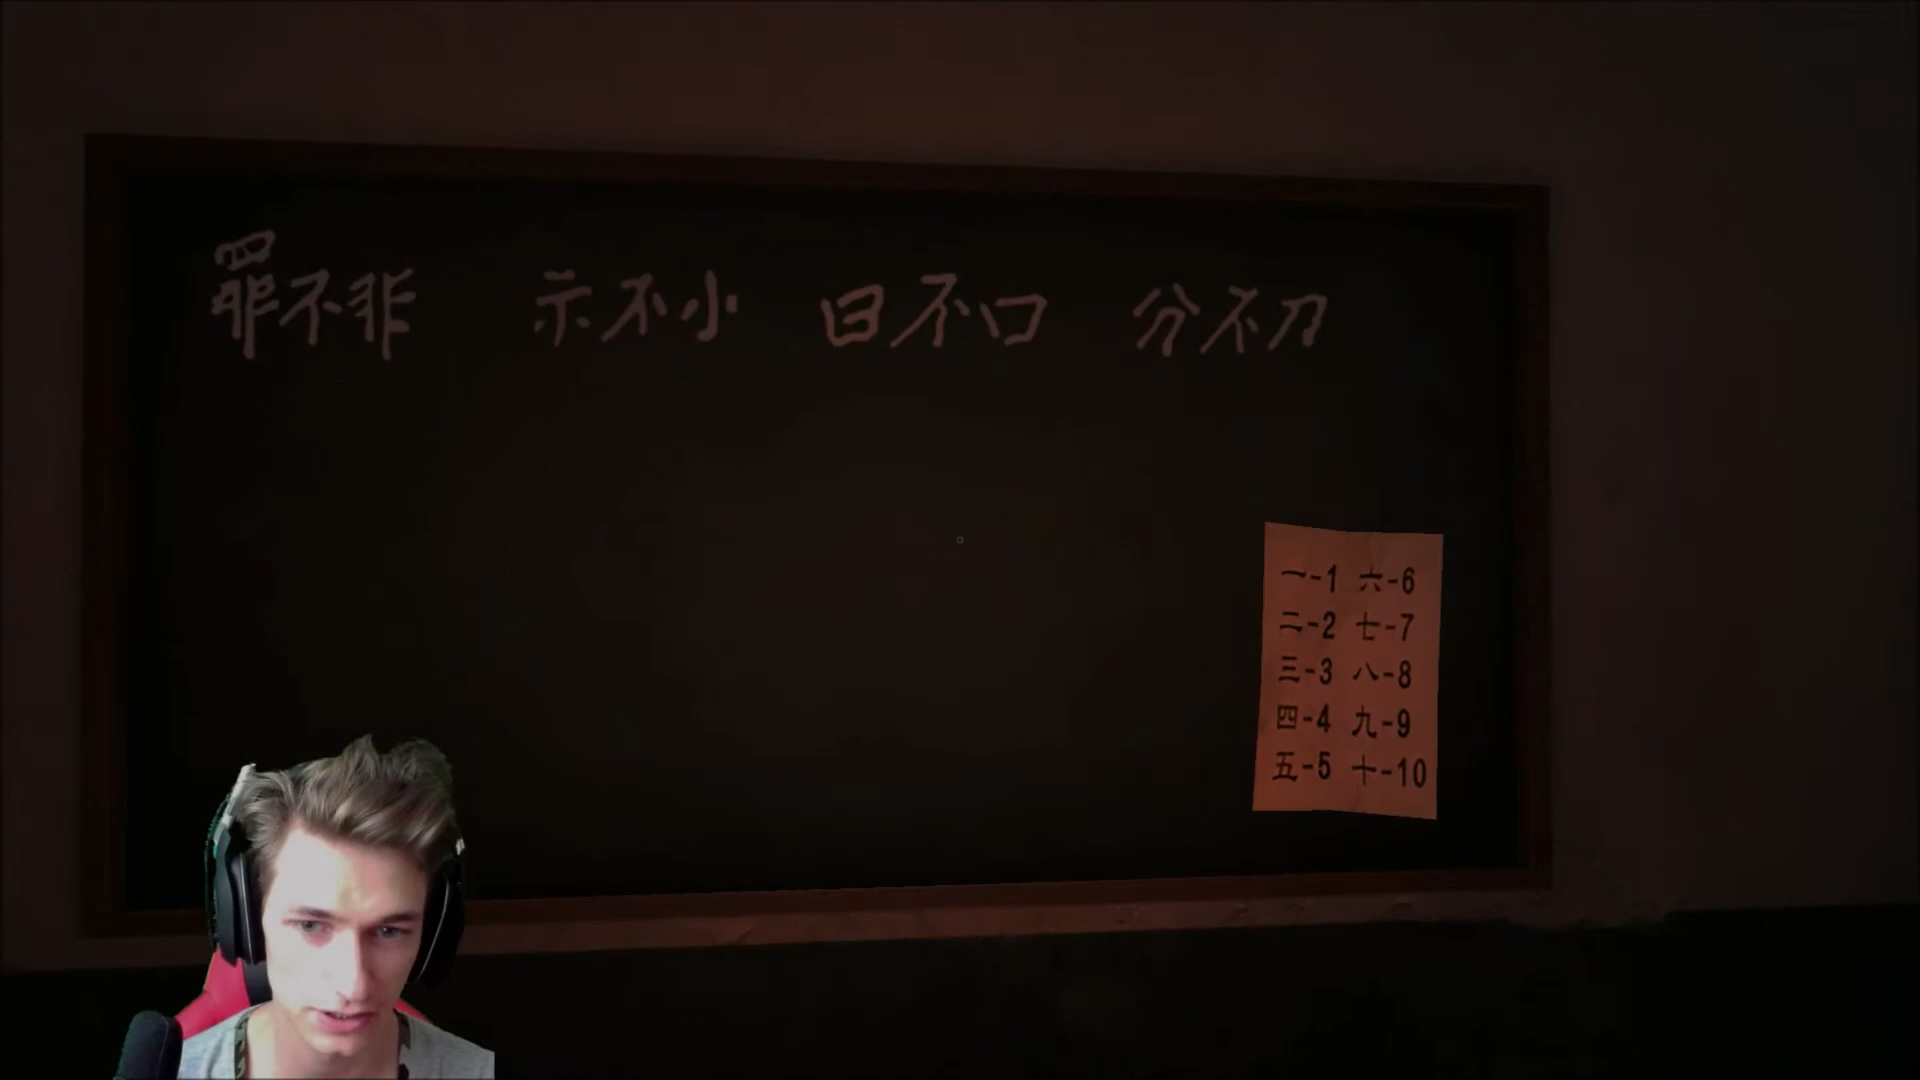 罪不非 示不小 日不口 分不刀
一-1 六-6
二-2 七-7
三-3 八-8
四-4 九-9
五-5 十-10